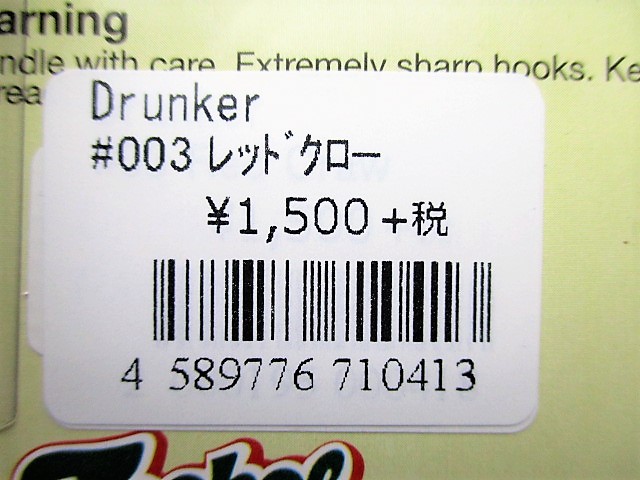 arning
ndle with care. Extremely sharp hooks. Ke
rea
Drunker
#003 ﾚｯﾄﾞｸﾛｰ
¥1,500+税
4 589776 710413